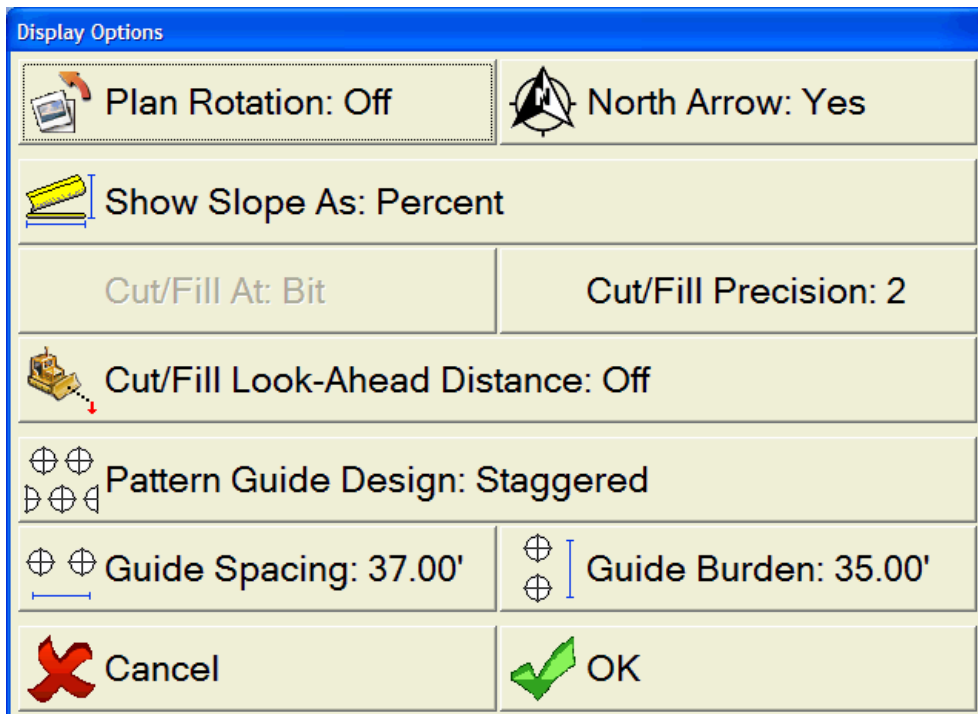 Display Options
Plan Rotation: Off
N
North Arrow: Yes
Show Slope As: Percent
Cut/Fill At: Bit
Cut/Fill Precision: 2
Cut/Fill Look-Ahead Distance: Off
Pattern Guide Design: Staggered
Guide Spacing: 37.00'
Guide Burden: 35.00'
Cancel
OK